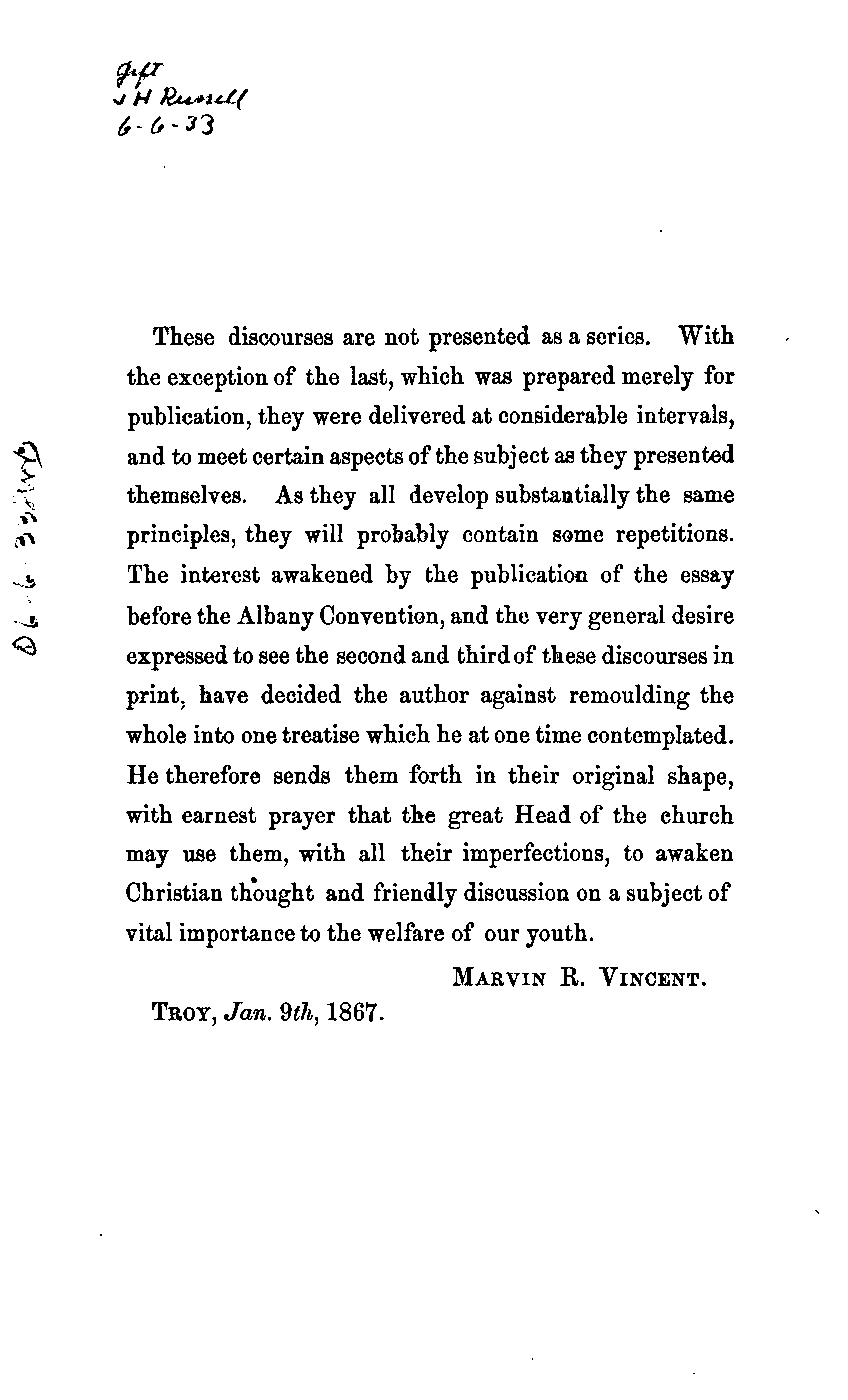 gift
J H Russell
6-6-33
These discourses are not presented as a series. With
the exception of the last, which was prepared merely for
publication, they were delivered at considerable intervals,
and to meet certain aspects of the subject as they presented
themselves. As they all develop substantially the same
principles, they will probably contain some repetitions.
The interest awakened by the publication of the essay
before the Albany Convention, and the very general desire
expressed to see the second and third of these discourses in
print, have decided the author against remoulding the
whole into one treatise which he at one time contemplated.
He therefore sends them forth in their original shape,
with earnest prayer that the great Head of the church
may use them, with all their imperfections, to awaken
Christian thought and friendly discussion on a subject of
vital importance to the welfare of our youth.
MARVIN R. VINCENT.
TROY, Jan. 9th, 1867.